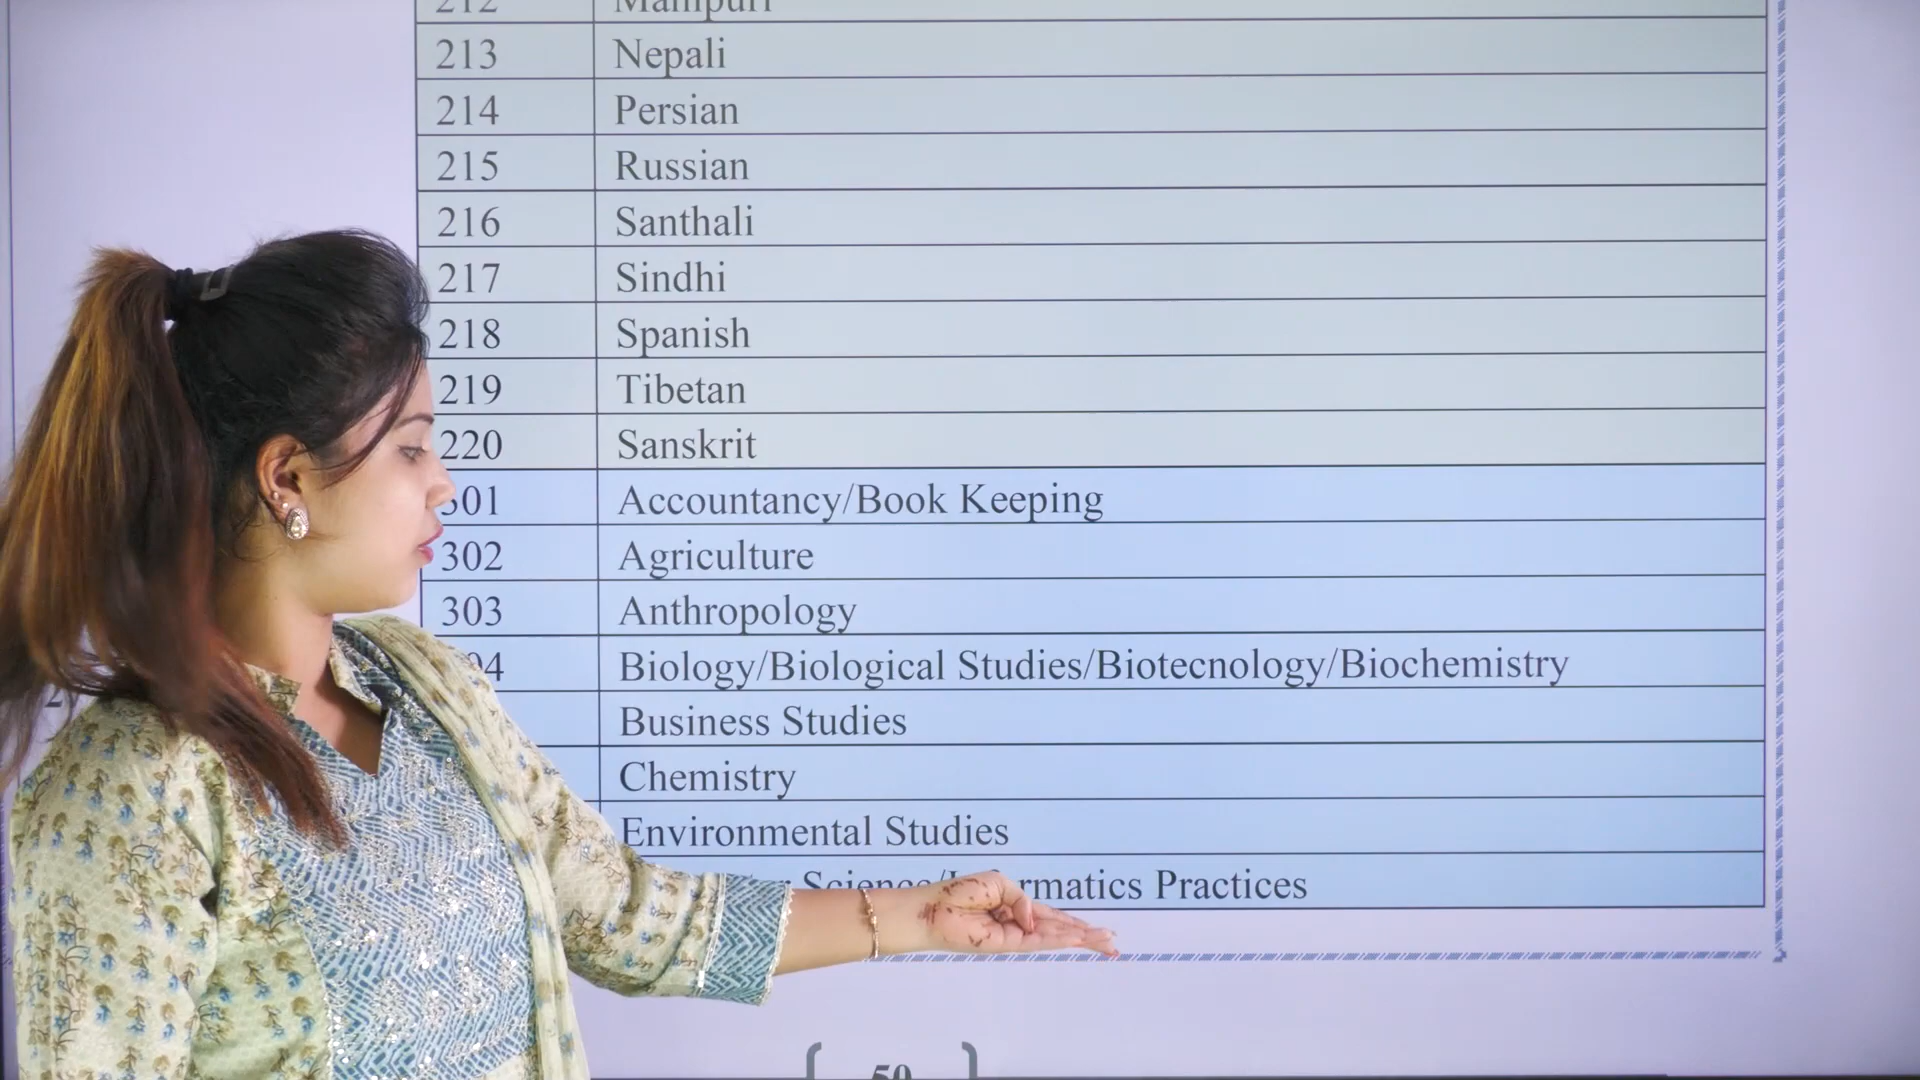 213 Nepali
214 Persian
215 Russian
216 Santhali
217 Sindhi
218 Spanish
219 Tibetan
220 Sanskrit
Accountancy/Book Keeping
302 Agriculture
303 Anthropology
Biology/Biological Studies/Biotecnology/Biochemistry
Business Studies
Chemistry
Environmental Studies
Practices